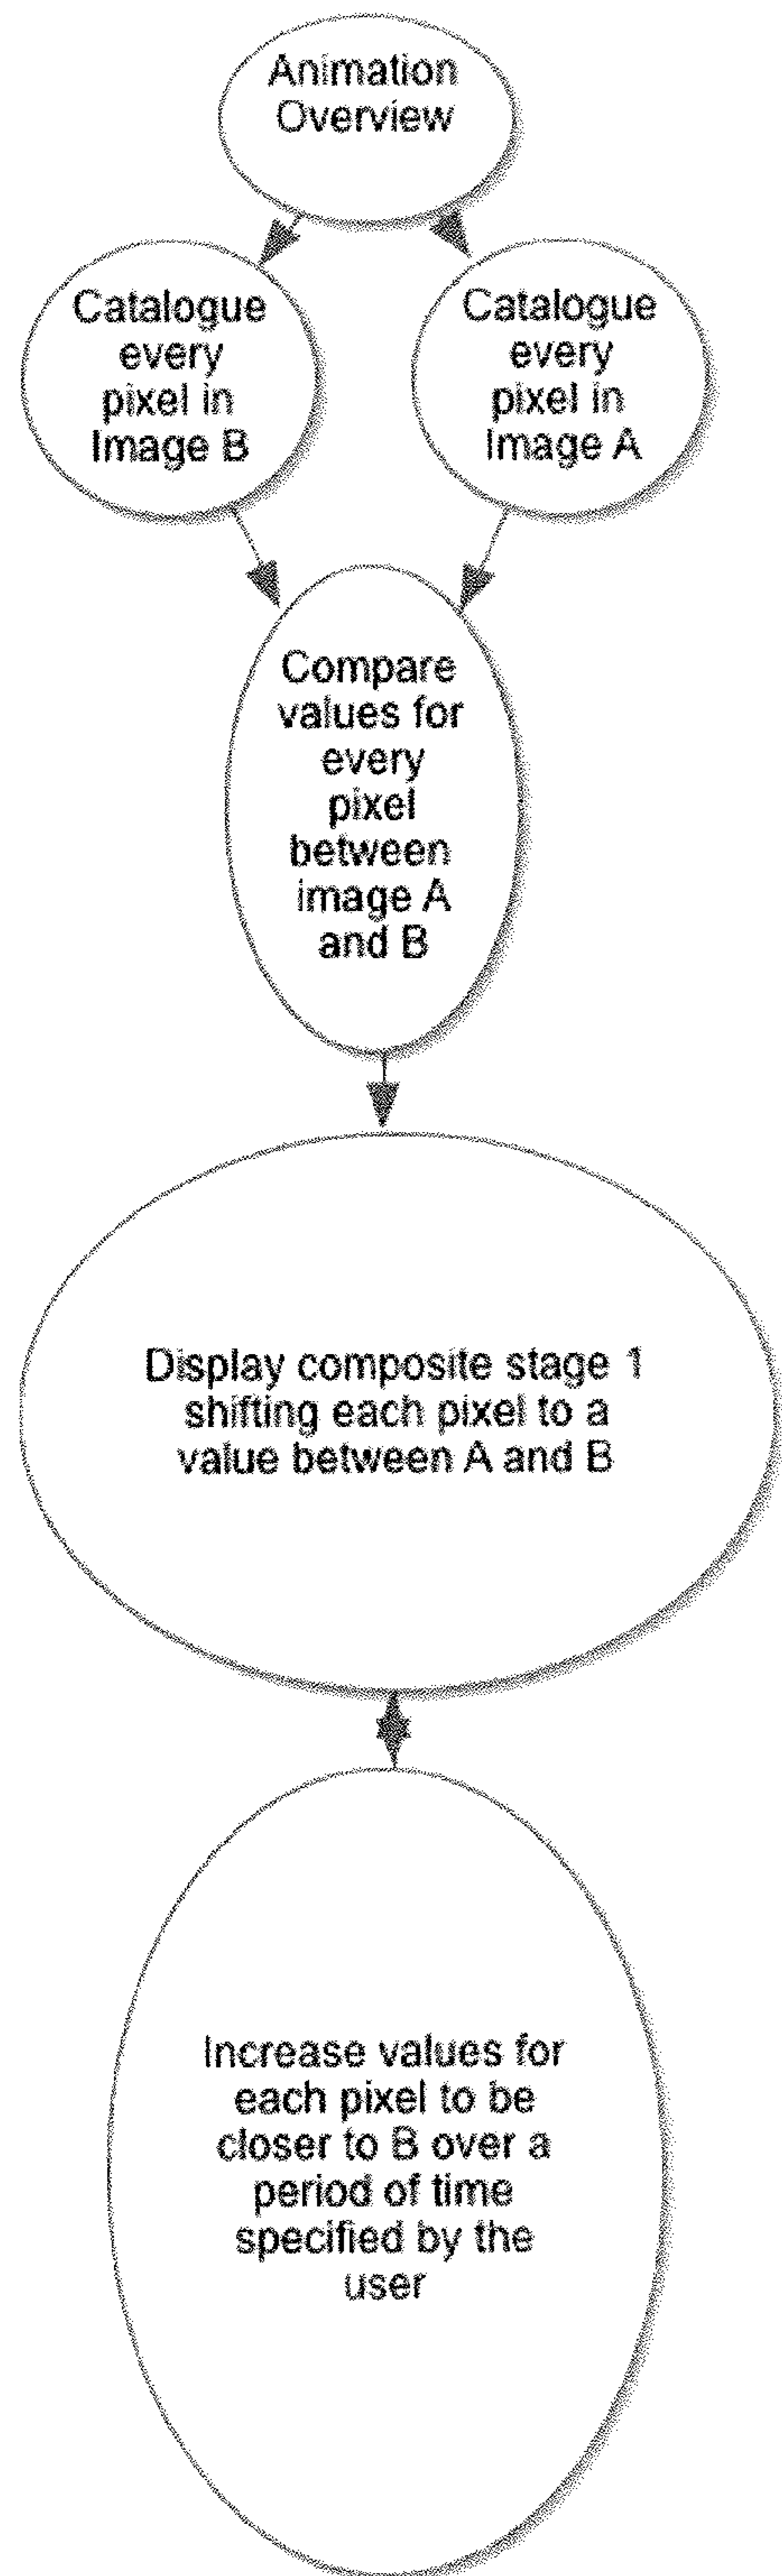 Animation
Overview
Catalogue
every
pixel in
Image B
Catalogue
every
pixel in
Image A
Compare
values for
every
pixel
between
image A
and B
Display composite stage 1
shifting each pixel to a
value between A and B
Increase values for
each pixel to be
closer to B over a
period of time
specified by the
user